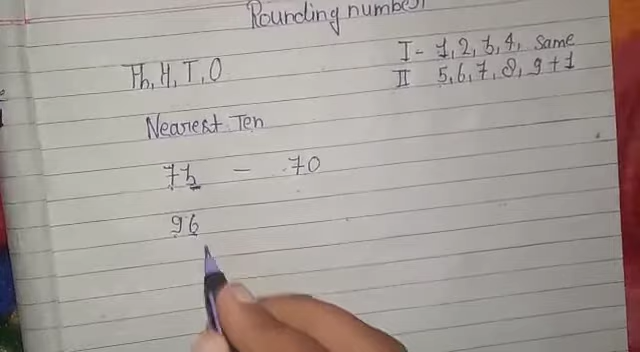 Rounding number
Th, H, T, O
I - 1, 2, 3, 4, Same
II 5, 6, 7, 8, 9 + 1
Nearest Ten
73 - 70
96